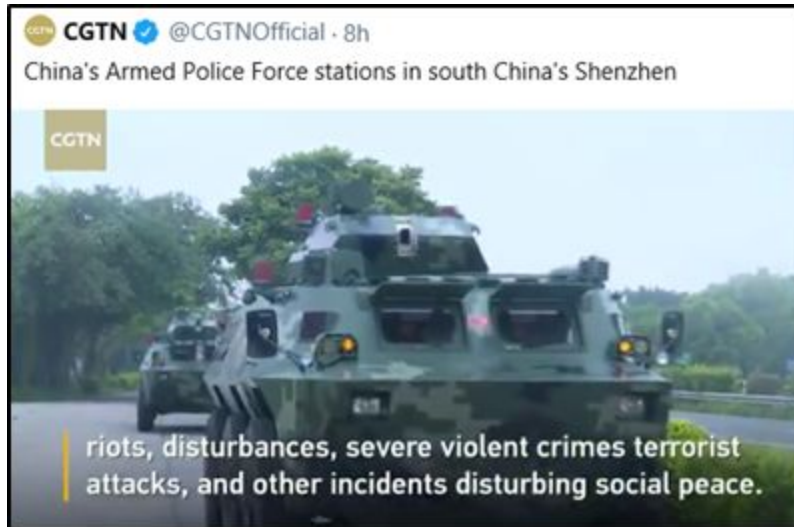 CGTN @CGTNOfficial · 8h
China's Armed Police Force stations in south China's Shenzhen
CGTN
riots, disturbances, severe violent crimes terrorist
attacks, and other incidents disturbing social peace.